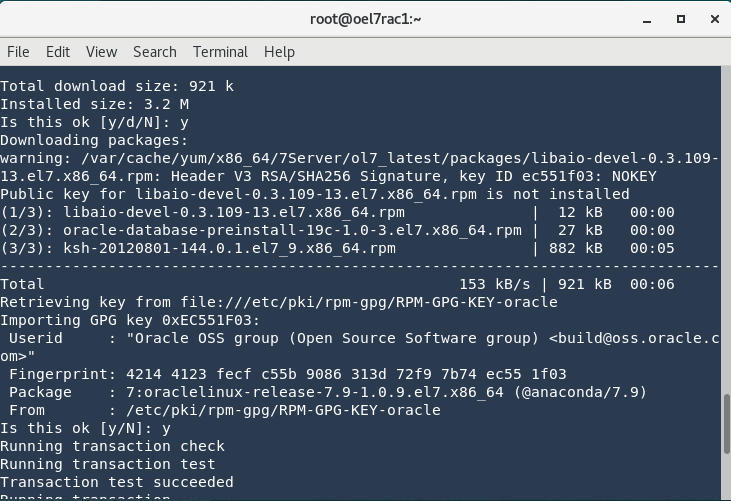 root@oel7rac1:~
File Edit View Search Terminal Help
Total download size: 921 k
Installed size: 3.2 M
Is this ok [y/d/N]: y
Downloading packages:
warning: /var/cache/yum/x86_64/7Server/ol7_latest/packages/libaio-devel-0.3.109-
13.el7.x86_64.rpm: Header V3 RSA/SHA256 Signature, key ID ec551f03: NOKEY
Public key for libaio-devel-0.3.109-13.el7.x86_64.rpm is not installed
(1/3): libaio-devel-0.3.109-13.el7.x86_64.rpm              |  12 kB   00:00
(2/3): oracle-database-preinstall-19c-1.0-3.el7.x86_64.rpm |  27 kB   00:00
(3/3): ksh-20120801-144.0.1.el7_9.x86_64.rpm               | 882 kB   00:05
--------------------------------------------------------------------------------
Total                                              153 kB/s | 921 kB  00:06
Retrieving key from file:///etc/pki/rpm-gpg/RPM-GPG-KEY-oracle
Importing GPG key 0xEC551F03:
 Userid     : "Oracle OSS group (Open Source Software group) <build@oss.oracle.c
om>"
 Fingerprint: 4214 4123 fecf c55b 9086 313d 72f9 7b74 ec55 1f03
 Package    : 7:oraclelinux-release-7.9-1.0.9.el7.x86_64 (@anaconda/7.9)
 From       : /etc/pki/rpm-gpg/RPM-GPG-KEY-oracle
Is this ok [y/N]: y
Running transaction check
Running transaction test
Transaction test succeeded
Running transaction